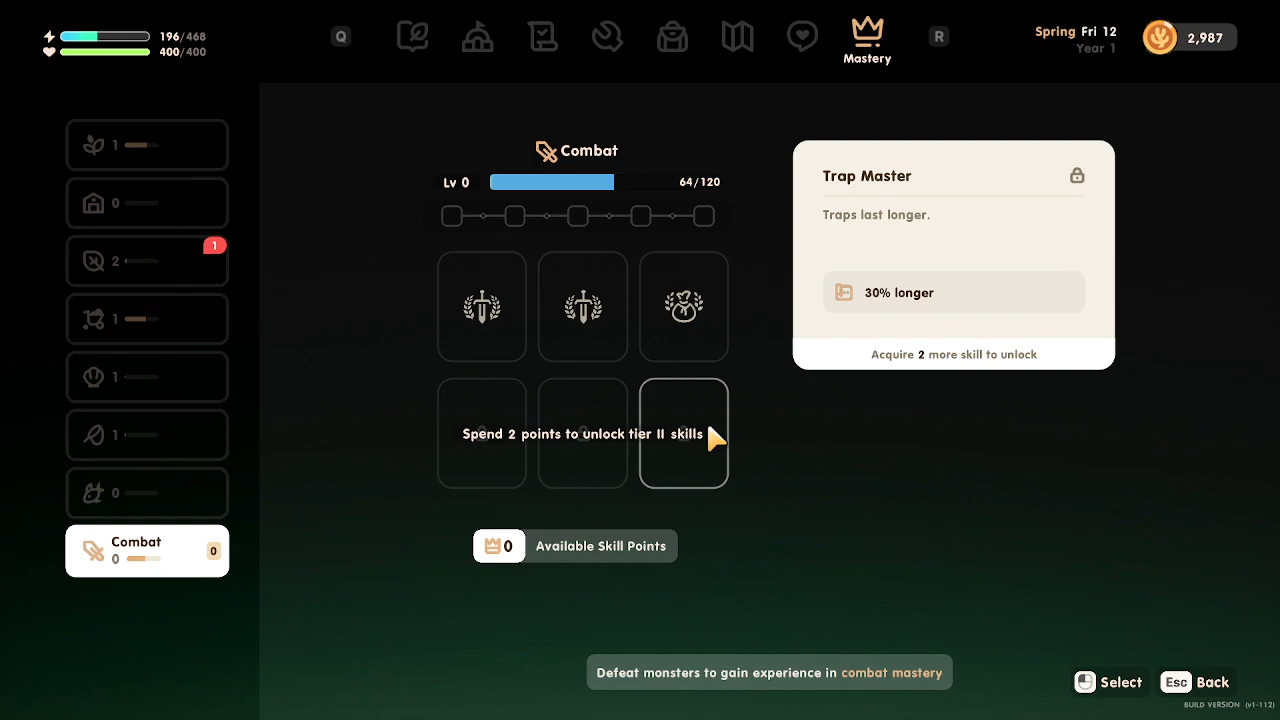 196/468
400/400
Q
Mastery
R
Spring Fri 12
Year 1
2,987
1
0
1
2
1
1
1
0
Combat
0
0
Combat
Lv 0
64/120
Spend 2 points to unlock tier II skills
0
Available Skill Points
Trap Master
Traps last longer.
30% longer
Acquire 2 more skill to unlock
Defeat monsters to gain experience in combat mastery
Select
Esc
Back
BUILD VERSION (v1-112)